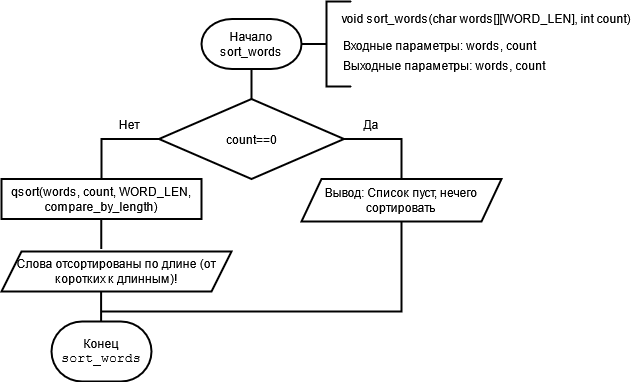 Начало
sort_words
void sort_words(char words[][WORD_LEN], int count)
Входные параметры: words, count
Выходные параметры: words, count
Нет
count==0
Да
qsort(words, count, WORD_LEN,
compare_by_length)
Вывод: Список пуст, нечего
сортировать
Слова отсортированы по длине (от
коротких к длинным)!
Конец
sort_words